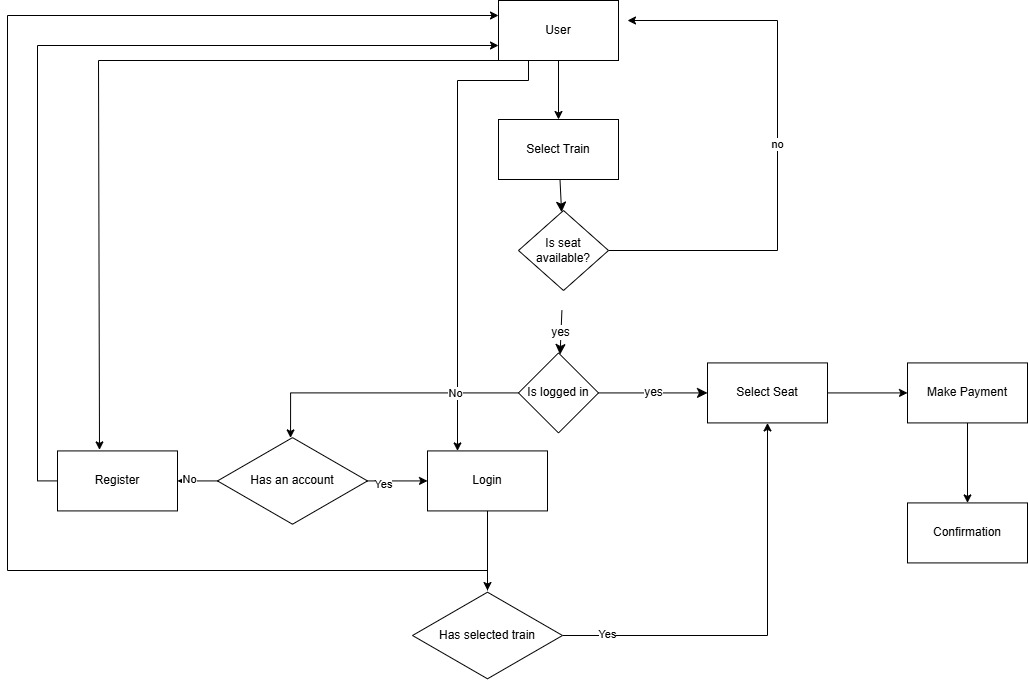 User
Select Train
no
Is seat
available?
yes
Is logged in
yes
Select Seat
Make Payment
No
Register
No
Has an account
Yes
Login
Confirmation
Has selected train
Yes